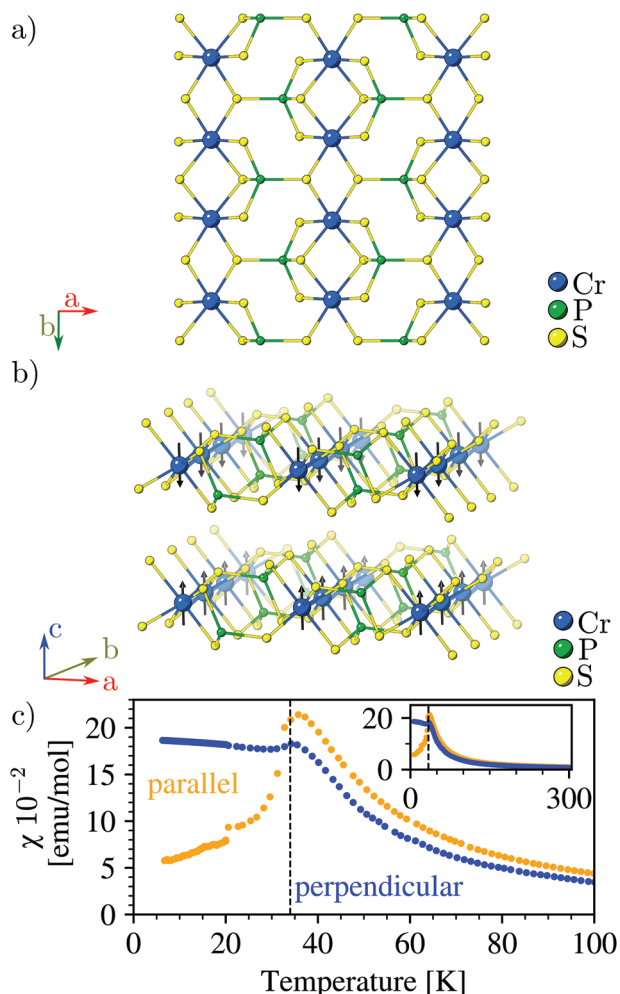 a)
a
b
Cr
P
S
b)
Cr
P
S
c
b
a
c)
20
15
10
5
0
χ 10⁻²
[emu/mol]
parallel
perpendicular
20
0
0
300
0
20
40
60
80
100
Temperature [K]